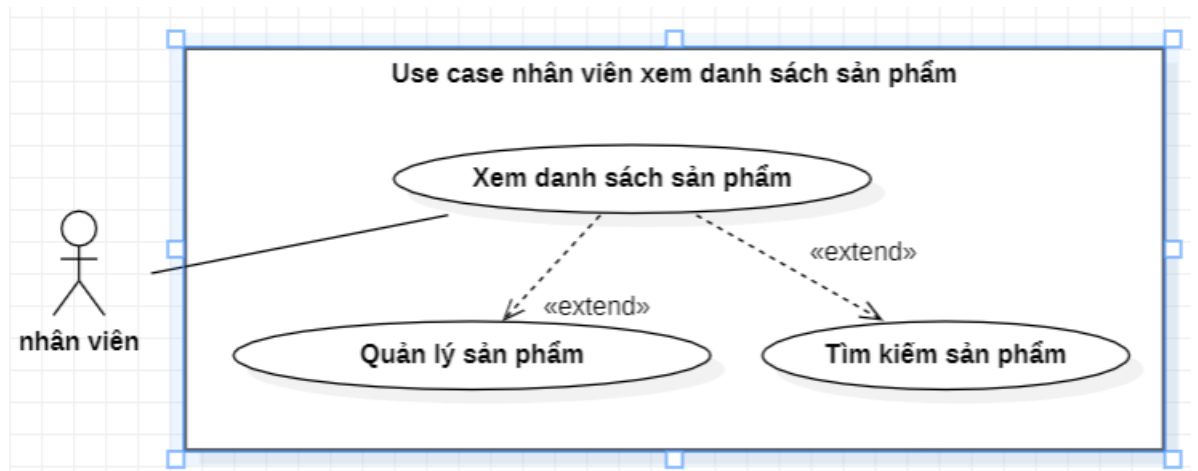 Use case nhân viên xem danh sách sản phẩm
Xem danh sách sản phẩm
«extend»
«extend»
nhân viên
Quản lý sản phẩm
Tìm kiếm sản phẩm